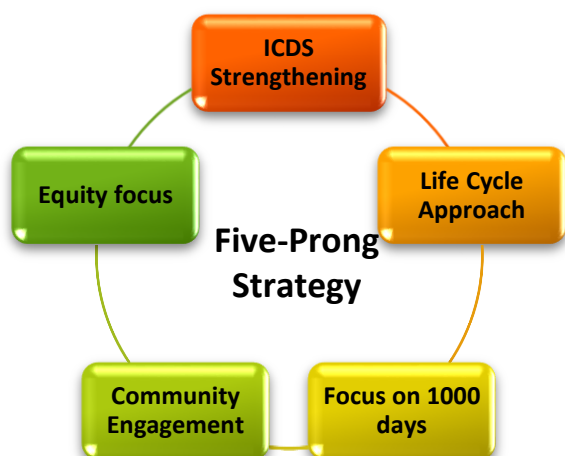 ICDS
Strengthening
Equity focus
Life Cycle
Approach
Five-Prong
Strategy
Community
Engagement
Focus on 1000
days